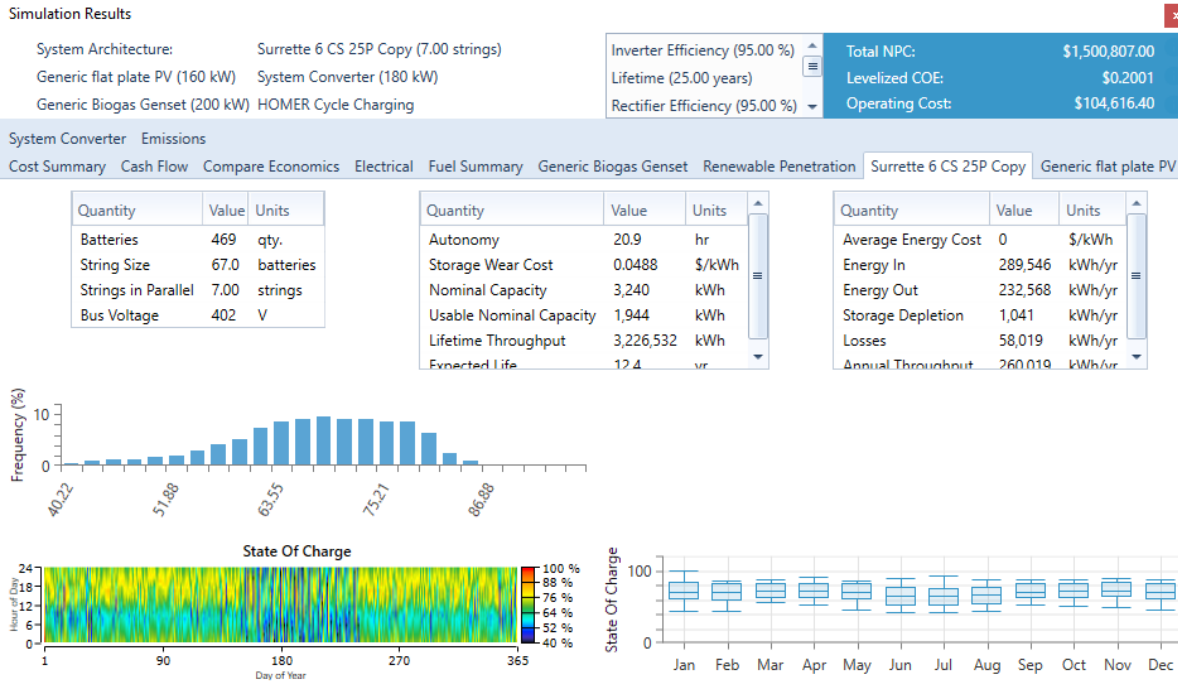 Simulation Results
System Architecture: Surrette 6 CS 25P Copy (7.00 strings)
Generic flat plate PV (160 kW) System Converter (180 kW)
Generic Biogas Genset (200 kW) HOMER Cycle Charging
Inverter Efficiency (95.00 %)
Lifetime (25.00 years)
Rectifier Efficiency (95.00 %)
Total NPC: $1,500,807.00
Levelized COE: $0.2001
Operating Cost: $104,616.40
System Converter Emissions
Cost Summary Cash Flow Compare Economics Electrical Fuel Summary Generic Biogas Genset Renewable Penetration Surrette 6 CS 25P Copy Generic flat plate PV
Quantity Value Units
Batteries 469 qty.
String Size 67.0 batteries
Strings in Parallel 7.00 strings
Bus Voltage 402 V
Quantity Value Units
Autonomy 20.9 hr
Storage Wear Cost 0.0488 $/kWh
Nominal Capacity 3,240 kWh
Usable Nominal Capacity 1,944 kWh
Lifetime Throughput 3,226,532 kWh
Expected Life 12.4 yr
Quantity Value Units
Average Energy Cost 0 $/kWh
Energy In 289,546 kWh/yr
Energy Out 232,568 kWh/yr
Storage Depletion 1,041 kWh/yr
Losses 58,019 kWh/yr
Annual Throughput 260,019 kWh/yr
Frequency (%)
10
0
40.22 51.88 63.55 75.21 86.88
State Of Charge
Hour of Day
24
18
12
6
0
1 90 180 270 365
Day of Year
100 %
88 %
76 %
64 %
52 %
40 %
State Of Charge
100
0
Jan Feb Mar Apr May Jun Jul Aug Sep Oct Nov Dec